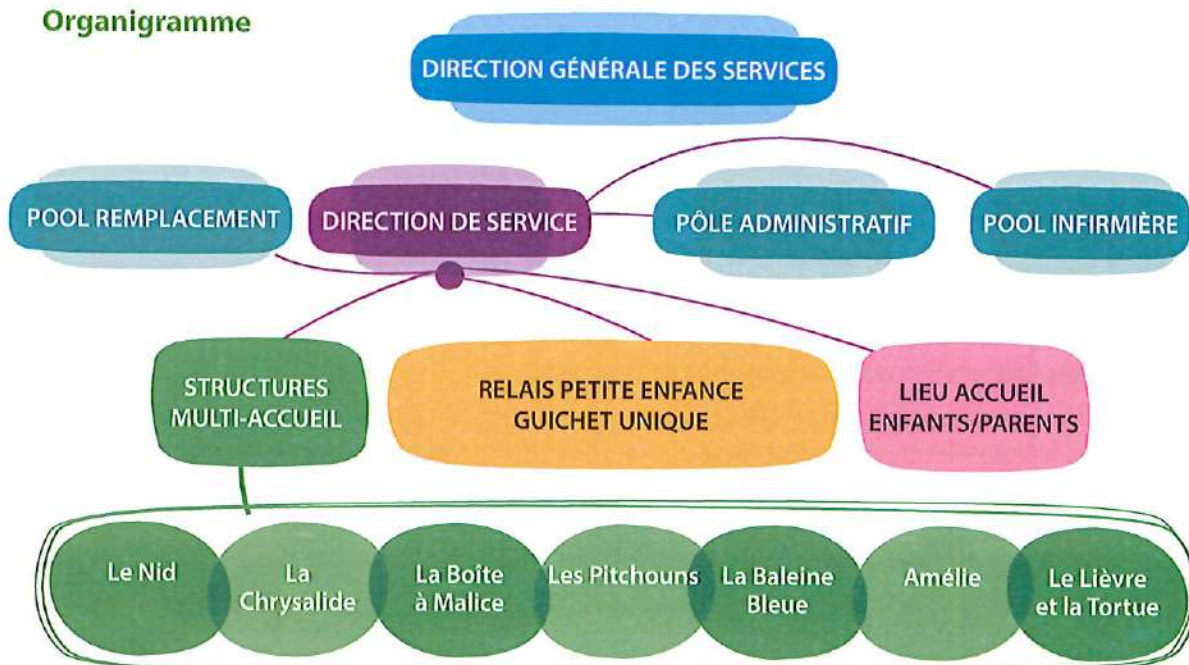 Organigramme
DIRECTION GÉNÉRALE DES SERVICES
POOL REMPLACEMENT
DIRECTION DE SERVICE
PÔLE ADMINISTRATIF
POOL INFIRMIÈRE
STRUCTURES
MULTI-ACCUEIL
RELAIS PETITE ENFANCE
GUICHET UNIQUE
LIEU ACCUEIL
ENFANTS/PARENTS
Le Nid
La
Chrysalide
La Boîte
à Malice
Les Pitchouns
La Baleine
Bleue
Amélie
Le Lièvre
et la Tortue